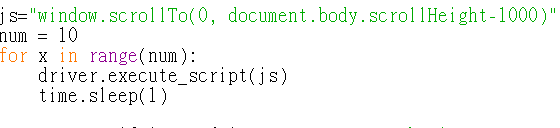 js="window.scrollTo(0, document.body.scrollHeight-1000)"
num = 10
for x in range(num):
    driver.execute_script(js)
    time.sleep(1)